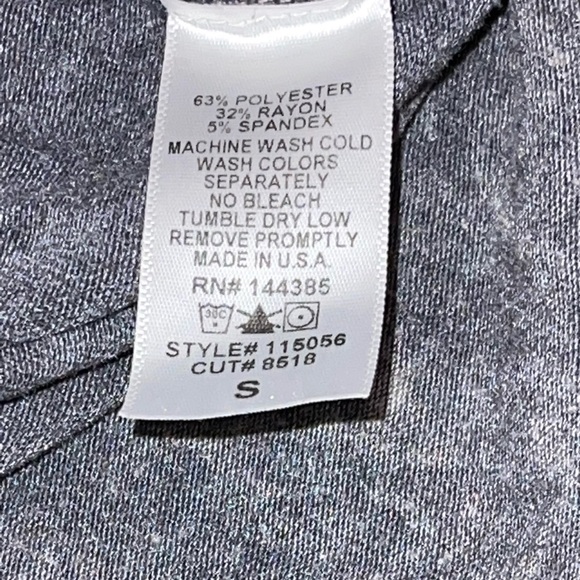 63% POLYESTER
32% RAYON
5% SPANDEX
MACHINE WASH COLD
WASH COLORS
SEPARATELY
NO BLEACH
TUMBLE DRY LOW
REMOVE PROMPTLY
MADE IN U.S.A.
RN# 144385
30C
STYLE# 115056
CUT# 8518
S